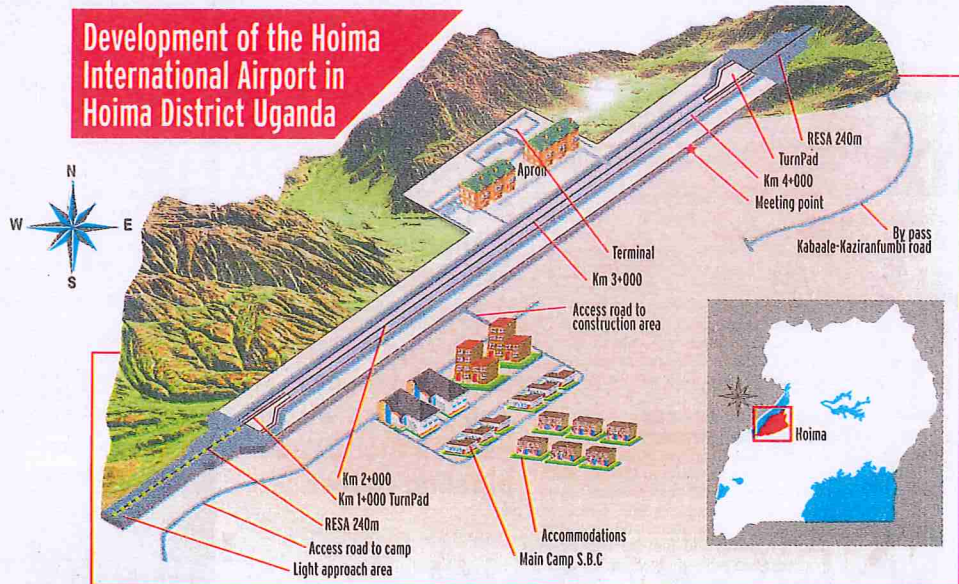 Development of the Hoima
International Airport in
Hoima District Uganda
N
W
E
S
RESA 240m
TurnPad
Km 4+000
Meeting point
Apron
Terminal
Km 3+000
By pass
Kabaale-Kaziranfumbi road
Access road to
construction area
Hoima
Km 2+000
Km 1+000 TurnPad
RESA 240m
Access road to camp
Light approach area
Accommodations
Main Camp S.B.C